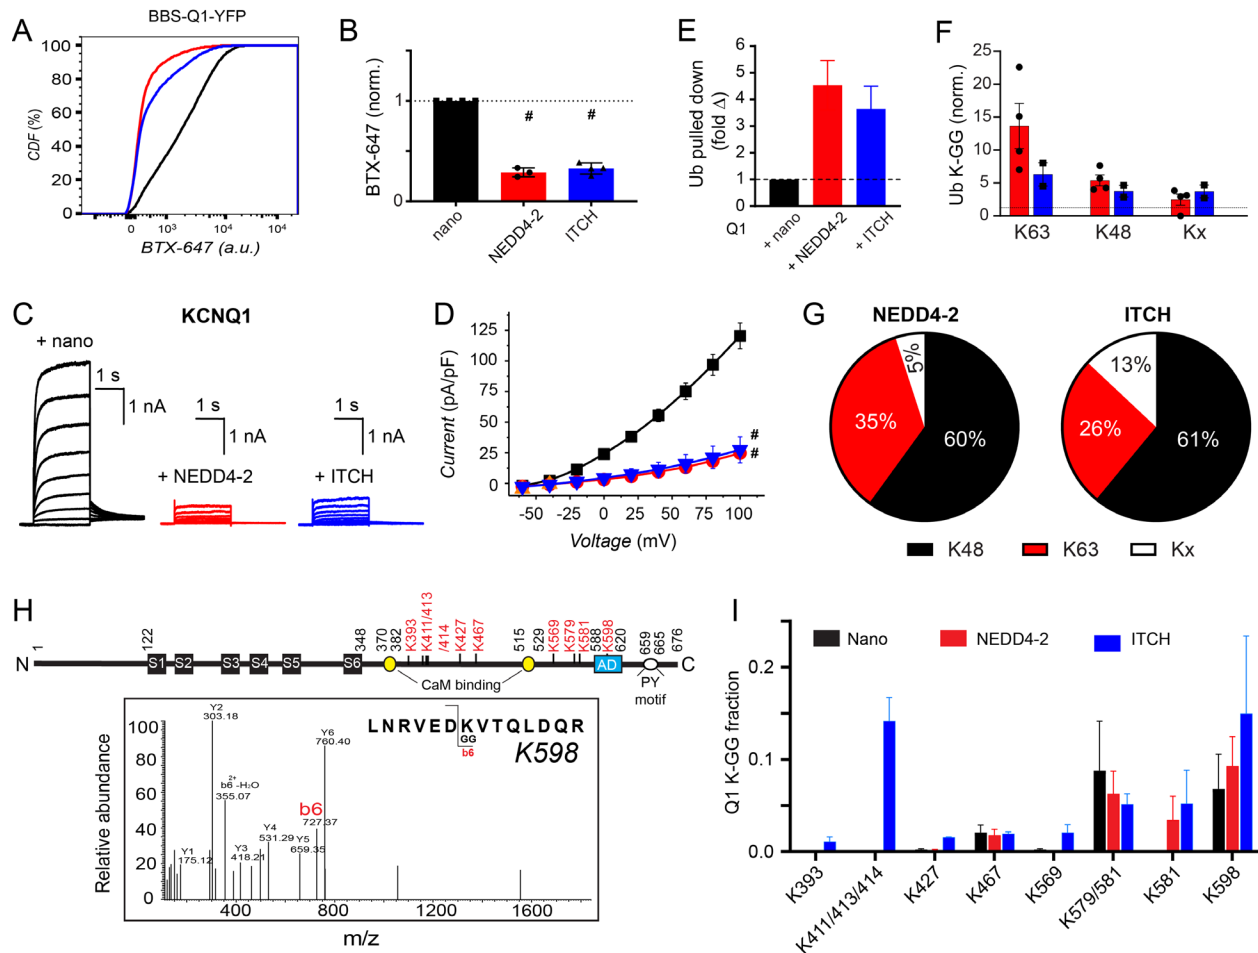 A
BBS-Q1-YFP
CDF (%)
100
80
60
40
20
0
0
10³
10⁴
10⁴
BTX-647 (a.u.)
B
BTX-647 (norm.)
1
0
#
#
nano
NEDD4-2
ITCH
E
Ub pulled down
(fold Δ)
6
5
4
3
2
1
0
Q1
+ nano
+ NEDD4-2
+ ITCH
F
Ub K-GG (norm.)
25
20
15
10
5
0
K63
K48
Kx
C
KCNQ1
+ nano
1 s
1 nA
1 s
1 nA
+ NEDD4-2
1 s
1 nA
+ ITCH
D
Current (pA/pF)
125
100
75
50
25
0
#
#
-50
-25
0
25
50
75
100
Voltage (mV)
G
NEDD4-2
5%
35%
60%
ITCH
13%
26%
61%
K48
K63
Kx
H
N
1
122
S1
S2
S3
S4
S5
S6
348
370
382
K393
K411/413
/414
K427
K467
515
529
K569
K579
K581
588
K598
620
659
665
676
C
CaM binding
AD
PY
motif
Relative abundance
100
80
60
40
20
0
Y2
303.18
2+
b6 -H₂O
355.07
Y1
175.12
Y3
418.21
Y4
531.29
Y5
659.35
b6
727.37
Y6
760.40
LNRVEDKVTQLDQR
GG
b6
K598
400
800
1200
1600
m/z
I
Nano
NEDD4-2
ITCH
Q1 K-GG fraction
0.2
0.1
0.0
K393
K411/413/414
K427
K467
K569
K579/581
K581
K598